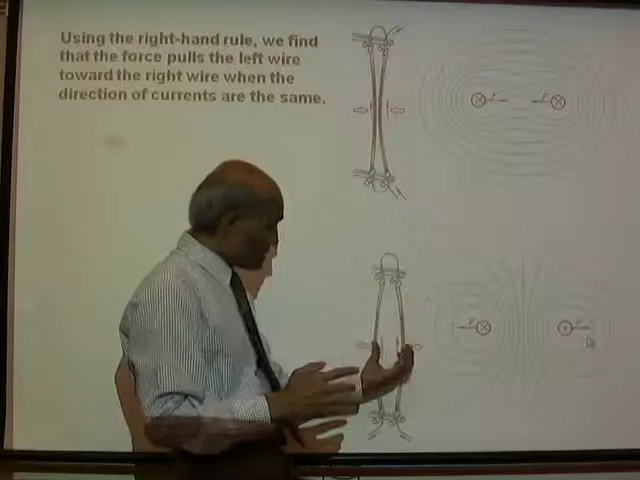 Using the right-hand rule, we find
that the force pulls the left wire
toward the right wire when the
direction of currents are the same.